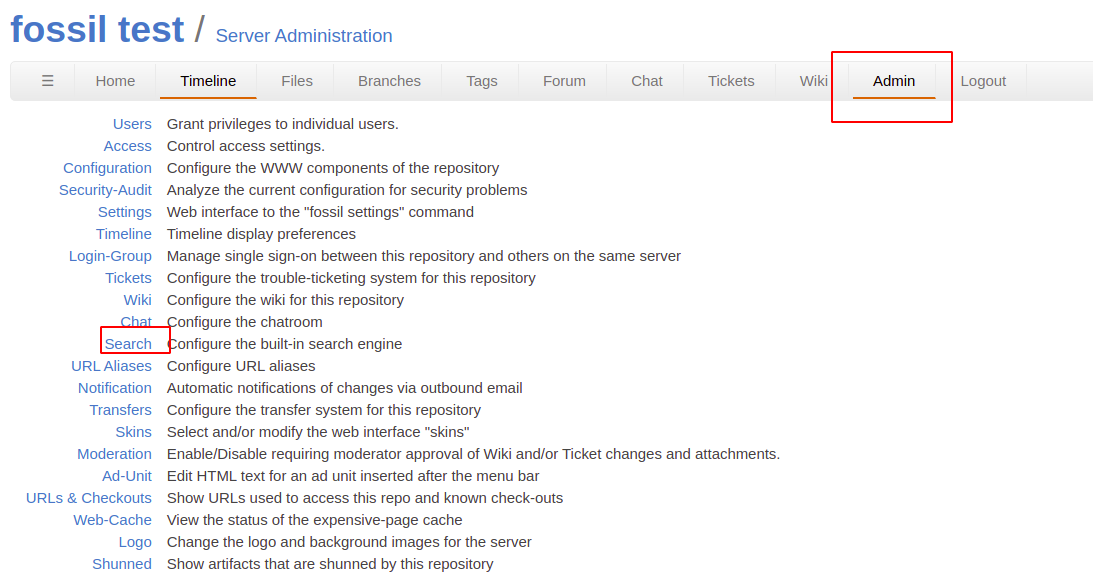 fossil test / Server Administration
☰ Home Timeline Files Branches Tags Forum Chat Tickets Wiki Admin Logout
Users Grant privileges to individual users.
Access Control access settings.
Configuration Configure the WWW components of the repository
Security-Audit Analyze the current configuration for security problems
Settings Web interface to the "fossil settings" command
Timeline Timeline display preferences
Login-Group Manage single sign-on between this repository and others on the same server
Tickets Configure the trouble-ticketing system for this repository
Wiki Configure the wiki for this repository
Chat Configure the chatroom
Search Configure the built-in search engine
URL Aliases Configure URL aliases
Notification Automatic notifications of changes via outbound email
Transfers Configure the transfer system for this repository
Skins Select and/or modify the web interface "skins"
Moderation Enable/Disable requiring moderator approval of Wiki and/or Ticket changes and attachments.
Ad-Unit Edit HTML text for an ad unit inserted after the menu bar
URLs & Checkouts Show URLs used to access this repo and known check-outs
Web-Cache View the status of the expensive-page cache
Logo Change the logo and background images for the server
Shunned Show artifacts that are shunned by this repository